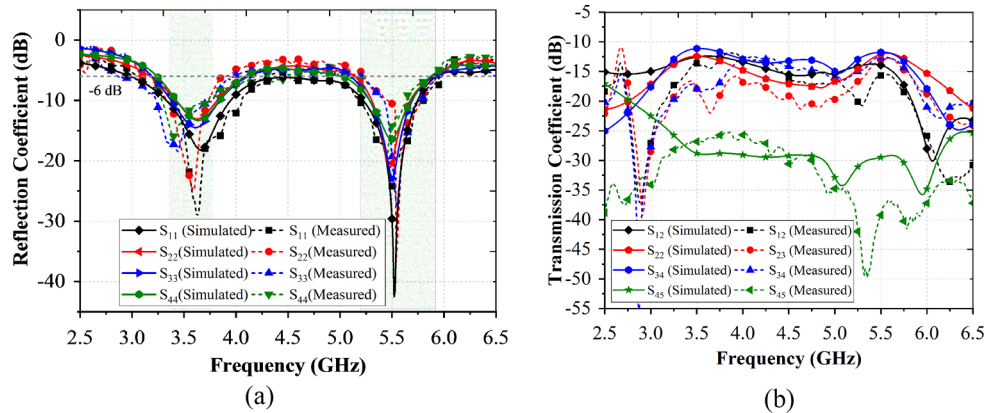 (a)
Reflection Coefficient (dB)
0
-10
-20
-30
-40
-6 dB
S11 (Simulated) S11 (Measured)
S22(Simulated) S22(Measured)
S33(Simulated) S33(Measured)
S44(Simulated) S44(Measured)
2.5 3.0 3.5 4.0 4.5 5.0 5.5 6.0 6.5
Frequency (GHz)
(a)
Transmission Coefficient (dB)
-5
-10
-15
-20
-25
-30
-35
-40
-45
-50
-55
S12 (Simulated) S12 (Measured)
S22 (Simulated) S23 (Measured)
S34 (Simulated) S34 (Measured)
S45 (Simulated) S45 (Measured)
2.5 3.0 3.5 4.0 4.5 5.0 5.5 6.0 6.5
Frequency (GHz)
(b)